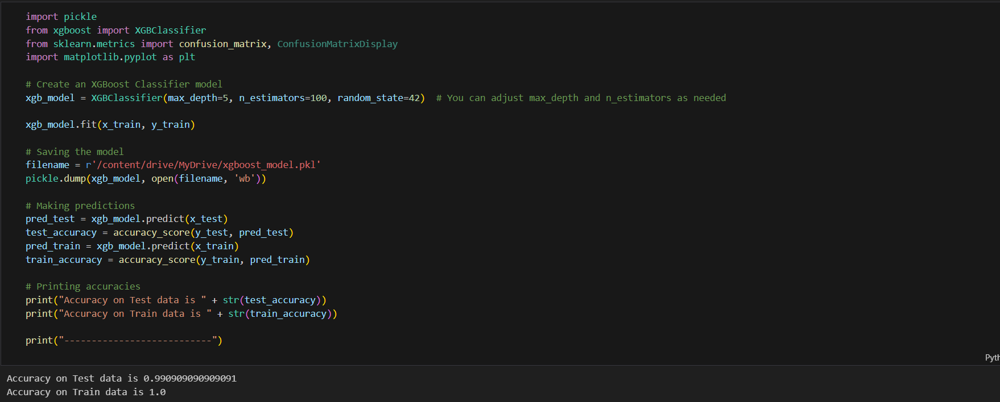 import pickle
from xgboost import XGBClassifier
from sklearn.metrics import confusion_matrix, ConfusionMatrixDisplay
import matplotlib.pyplot as plt
# Create an XGBoost Classifier model
xgb_model = XGBClassifier(max_depth=5, n_estimators=100, random_state=42)  # You can adjust max_depth and n_estimators as needed
xgb_model.fit(x_train, y_train)
# Saving the model
filename = r'/content/drive/MyDrive/xgboost_model.pkl'
pickle.dump(xgb_model, open(filename, 'wb'))
# Making predictions
pred_test = xgb_model.predict(x_test)
test_accuracy = accuracy_score(y_test, pred_test)
pred_train = xgb_model.predict(x_train)
train_accuracy = accuracy_score(y_train, pred_train)
# Printing accuracies
print("Accuracy on Test data is " + str(test_accuracy))
print("Accuracy on Train data is " + str(train_accuracy))
print("---------------------------")
Pyth
Accuracy on Test data is 0.990909090909091
Accuracy on Train data is 1.0